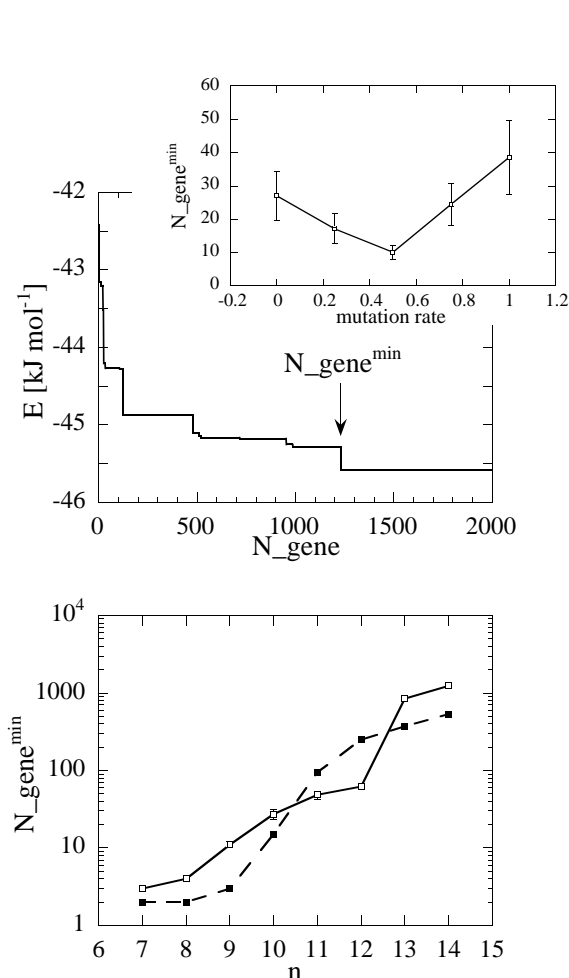 60
50
40
30
20
10
0
N_gene^min
-0.2 0 0.2 0.4 0.6 0.8 1 1.2
mutation rate
-42
-43
-44
-45
-46
E [kJ mol^-1]
N_gene^min
0 500 1000 1500 2000
N_gene
10^4
1000
100
10
1
N_gene^min
6 7 8 9 10 11 12 13 14 15
n